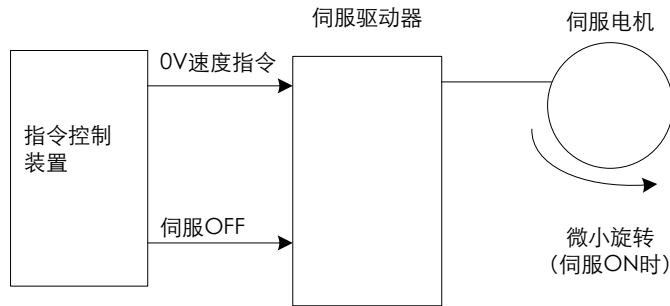 伺服驱动器
伺服电机
0V速度指令
指令控制
装置
伺服OFF
微小旋转
（伺服ON时）